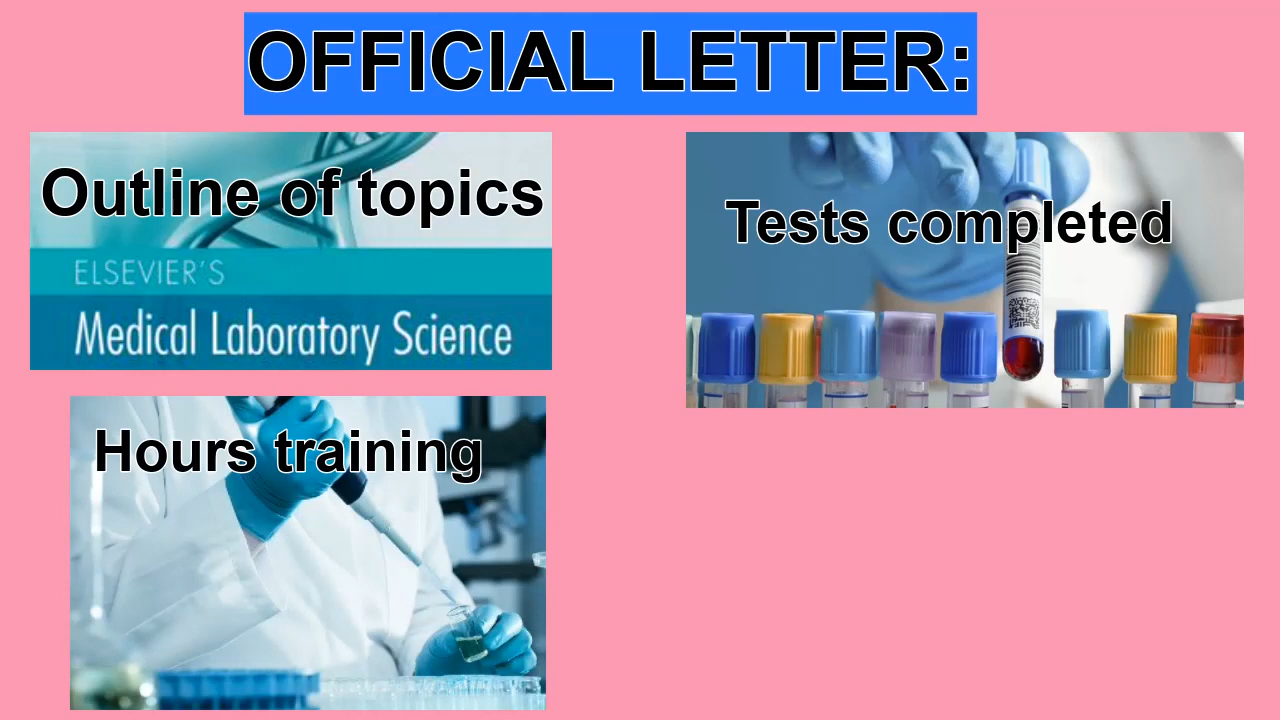 OFFICIAL LETTER:
Outline of topics
ELSEVIER'S
Medical Laboratory Science
Tests completed
Hours training